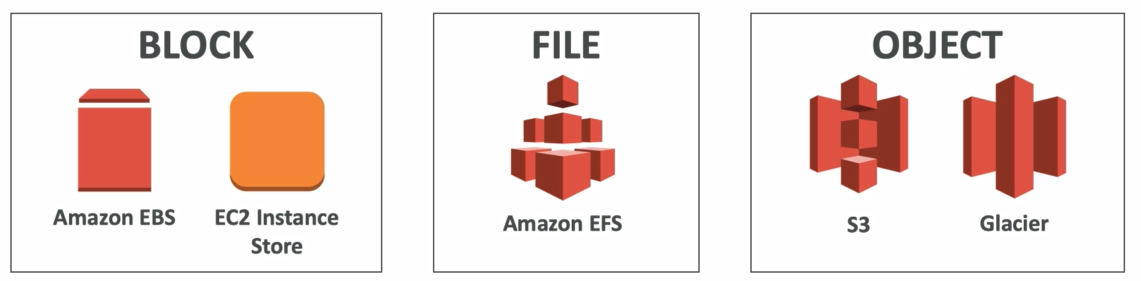 BLOCK
Amazon EBS
EC2 Instance
Store
FILE
Amazon EFS
OBJECT
S3
Glacier